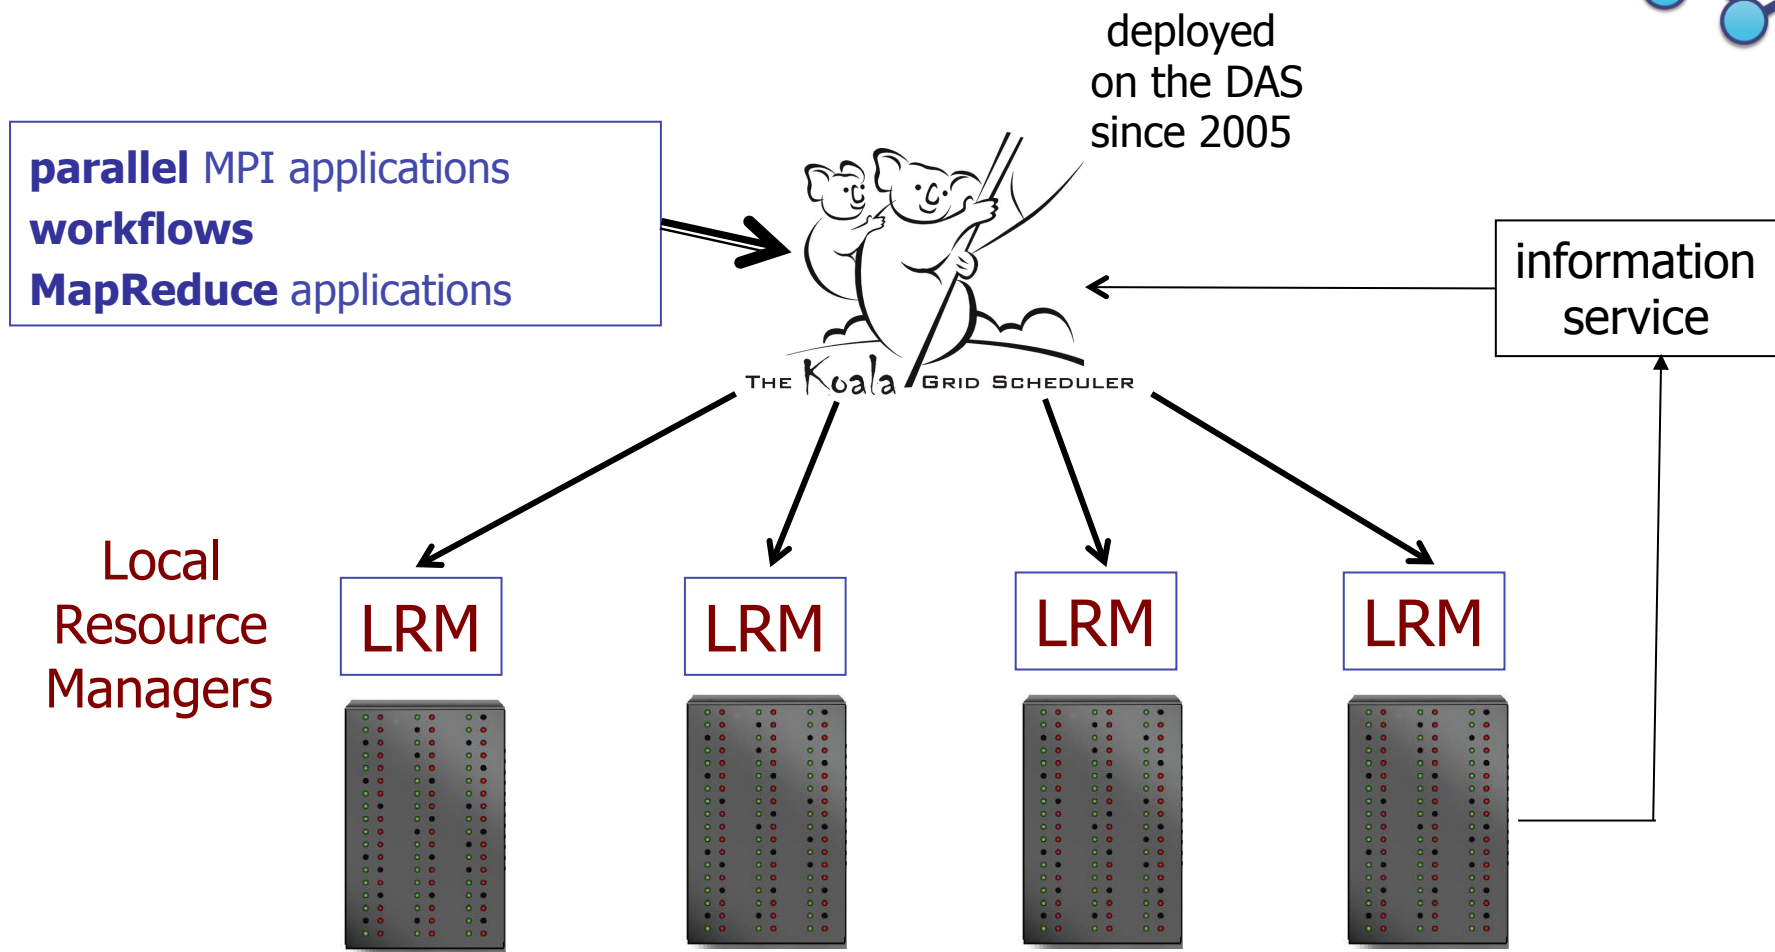 deployed
on the DAS
since 2005
parallel MPI applications
workflows
MapReduce applications
information
service
THE Koala GRID SCHEDULER
Local
Resource
Managers
LRM
LRM
LRM
LRM